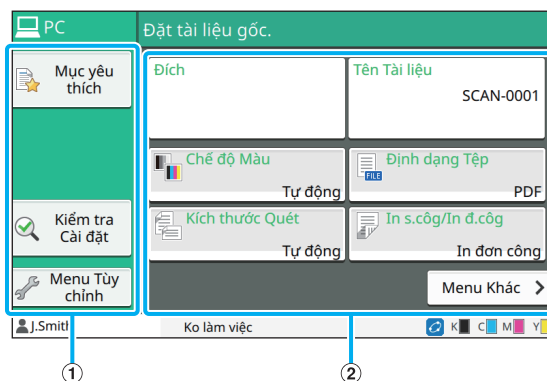 PC
Đặt tài liệu gốc.
Mục yêu
thích
Kiểm tra
Cài đặt
Menu Tùy
chỉnh
Đích
Tên Tài liệu
SCAN-0001
Chế độ Màu
Tự động
Định dạng Tệp
FILE
PDF
Kích thước Quét
Tự động
In s.côg/In đ.côg
In đơn công
Menu Khác
J.Smith
Ko làm việc
K C M Y
1
2